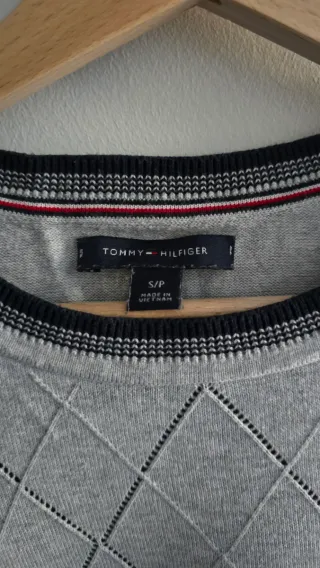 TOMMY HILFIGER
S/P
MADE IN
VIETNAM